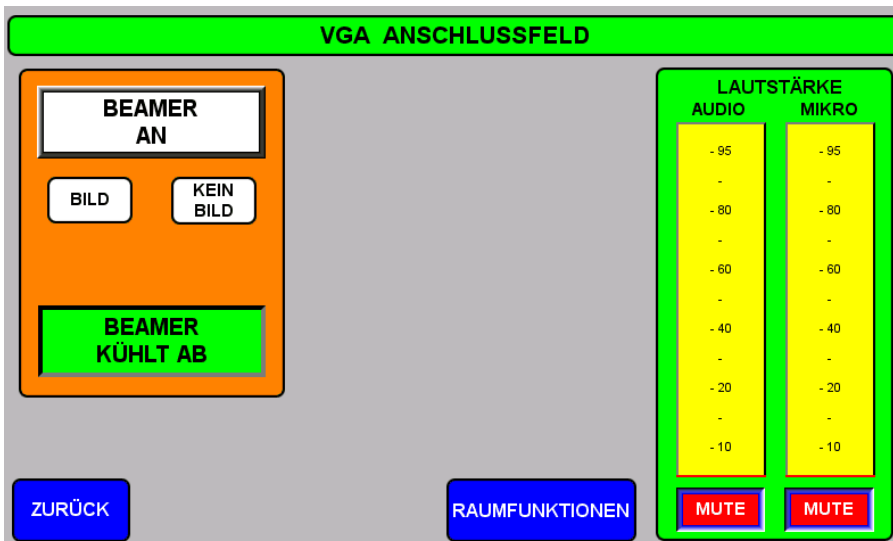 VGA ANSCHLUSSFELD
BEAMER
AN
BILD
KEIN
BILD
BEAMER
KÜHLT AB
ZURÜCK
RAUMFUNKTIONEN
LAUTSTÄRKE
AUDIO MIKRO
- 95 - 95
- -
- 80 - 80
- -
- 60 - 60
- -
- 40 - 40
- -
- 20 - 20
- -
- 10 - 10
MUTE MUTE